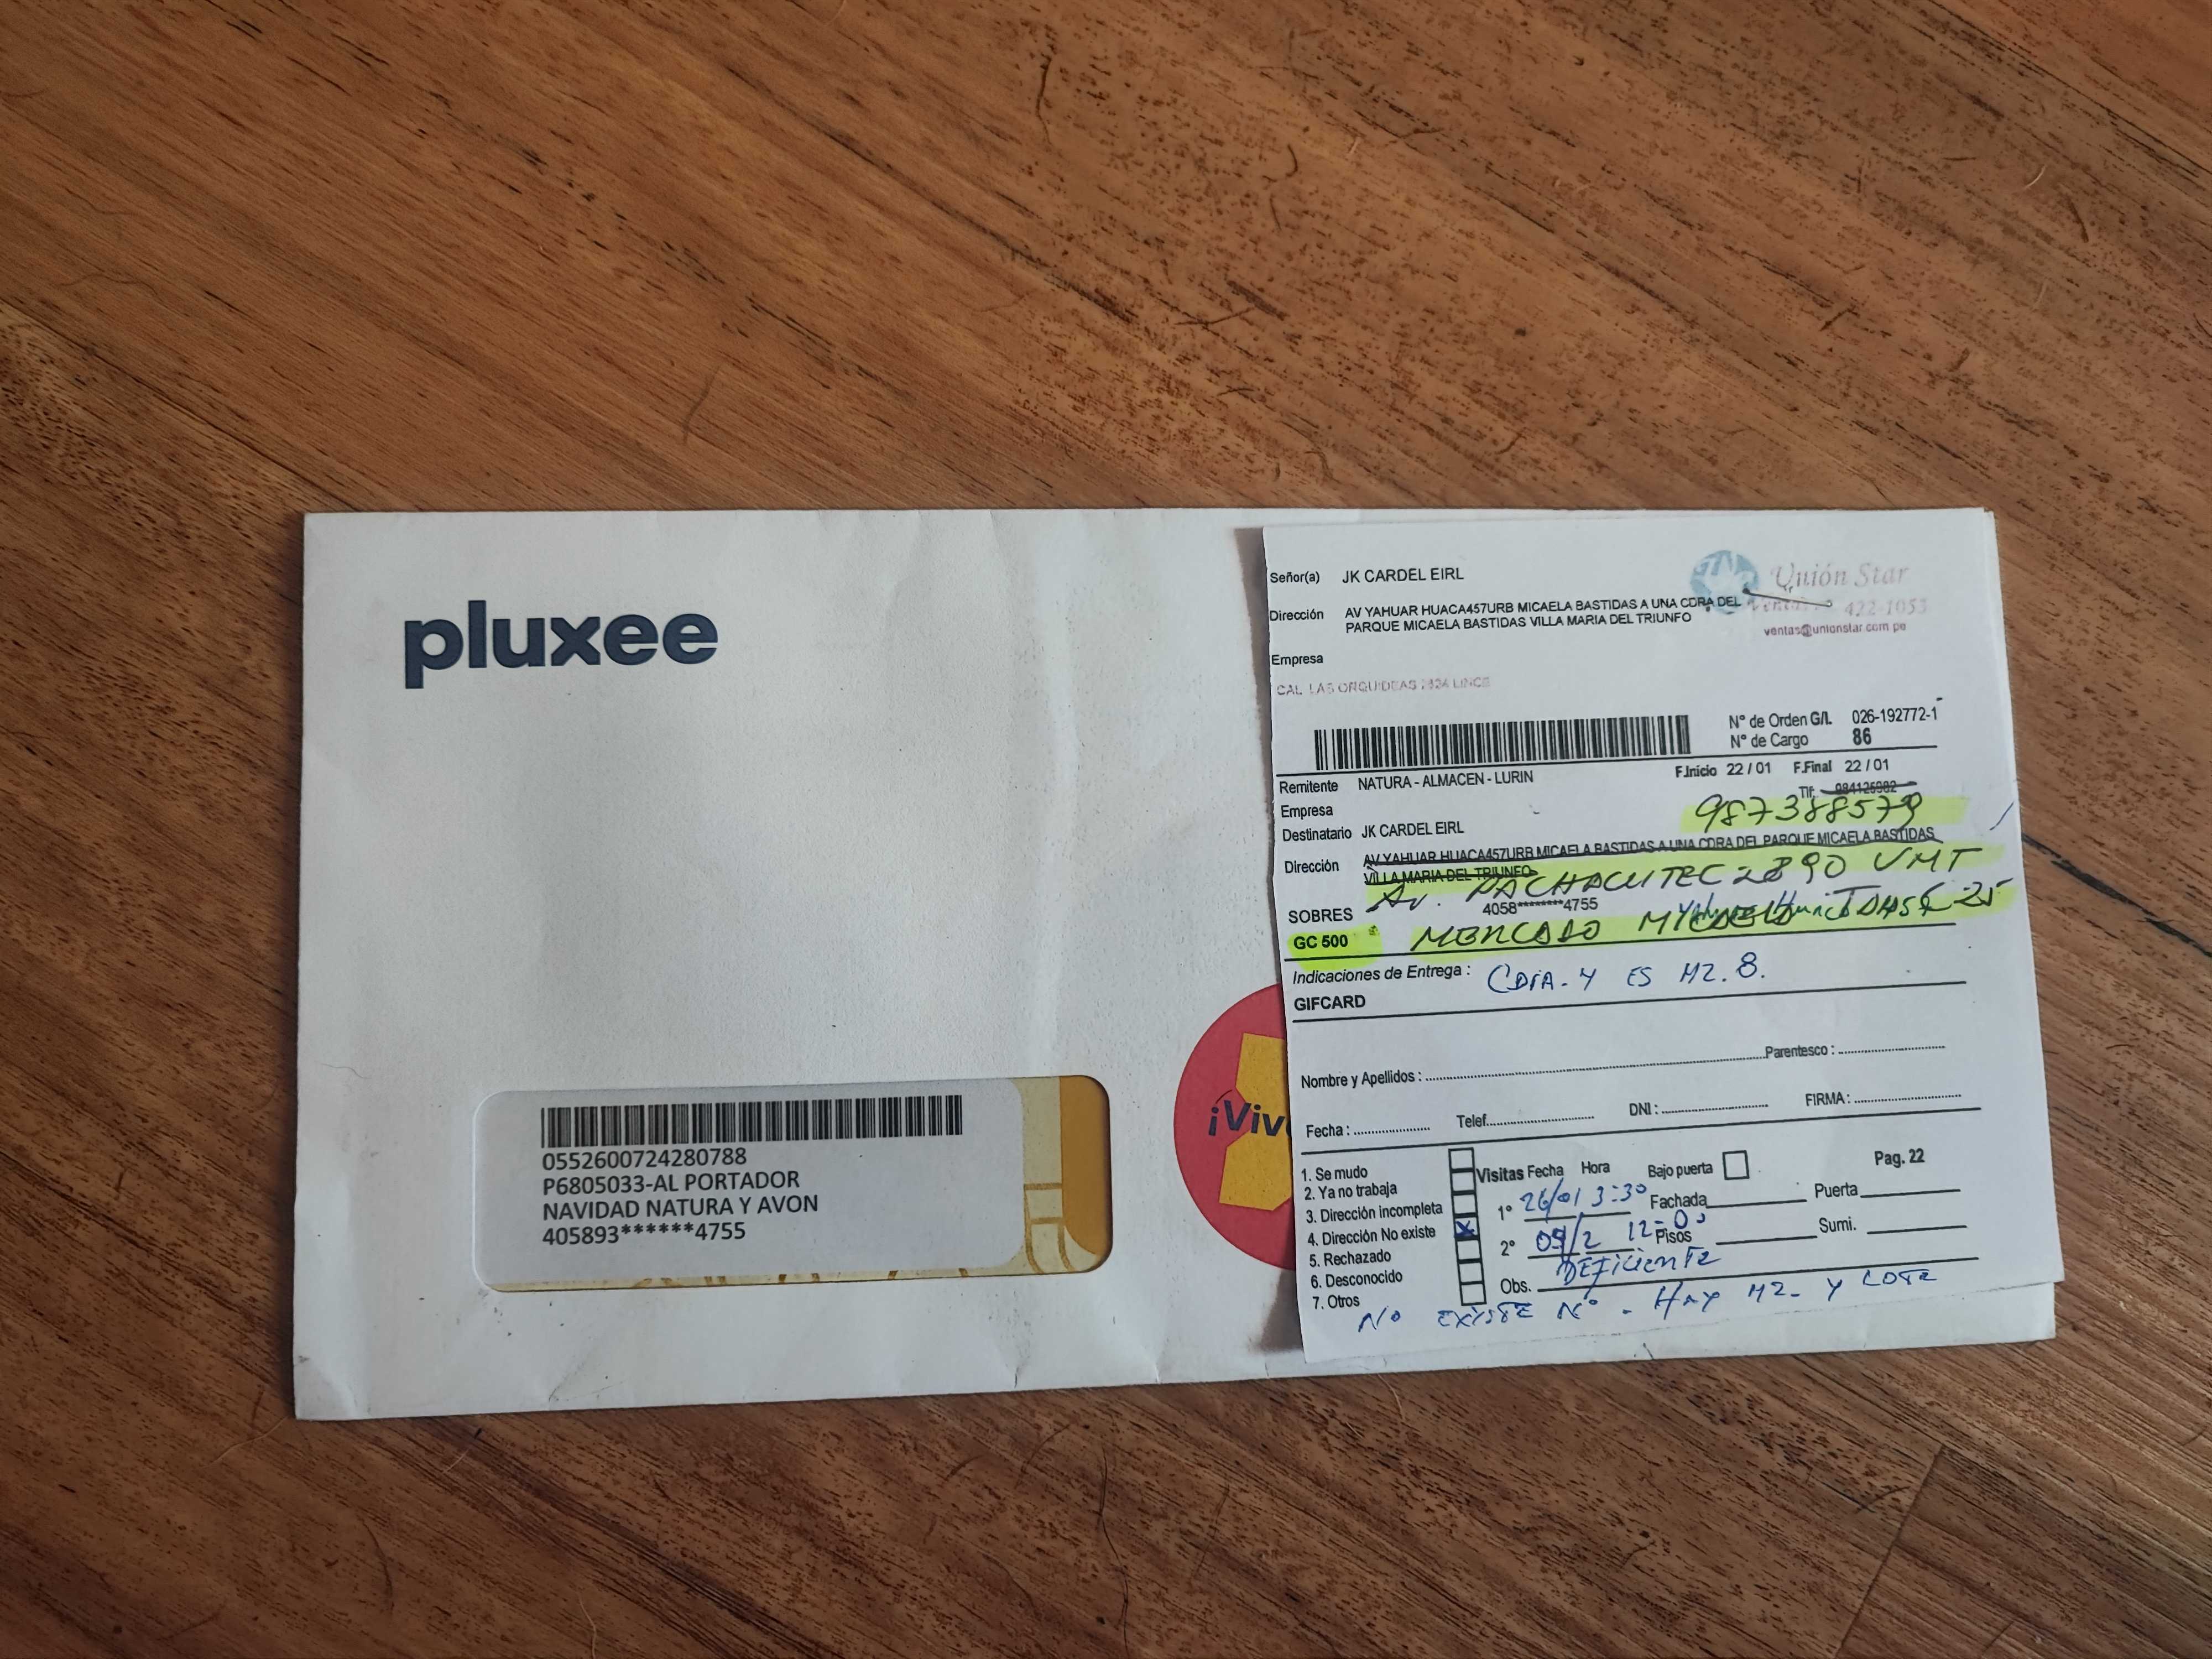 pluxee
0552600724280788
P6805033-AL PORTADOR
NAVIDAD NATURA Y AVON
405893******4755
¡Viv
Señor(a) JK CARDEL EIRL
Unión Star
422-1053
ventas@unionstar.com.pe
Dirección AV YAHUAR HUACA457URB MICAELA BASTIDAS A UNA CDRA DEL
PARQUE MICAELA BASTIDAS VILLA MARIA DEL TRIUNFO
Empresa
CAL. LAS ORQUIDEAS LINCE
N° de Orden G/I. 026-192772-1
N° de Cargo 86
Remitente NATURA - ALMACEN - LURIN F.Inicio 22 / 01 F.Final 22 / 01
Empresa Tlf: 984126982
987388579
Destinatario JK CARDEL EIRL
Dirección AV YAHUAR HUACA457URB MICAELA BASTIDAS A UNA CDRA DEL PARQUE MICAELA BASTIDAS
VILLA MARIA DEL TRIUNFO
Av. PACHACUTEC 2890 VMT
SOBRES 4058********4755
GC 500 MERCADO
Indicaciones de Entrega : CDRA. 4 ES MZ. 8.
GIFCARD
Nombre y Apellidos : Parentesco :
Fecha : Telef. DNI : FIRMA :
1. Se mudo
2. Ya no trabaja
3. Dirección incompleta
4. Dirección No existe X
5. Rechazado
6. Desconocido
7. Otros
Visitas Fecha Hora Bajo puerta Pag. 22
1° 26/01 3:30 Fachada Puerta
2° 09/2 12-00 Pisos Sumi.
Obs. DEFICIENTE
NO EXISTE N° - HAY MZ - Y LOTE